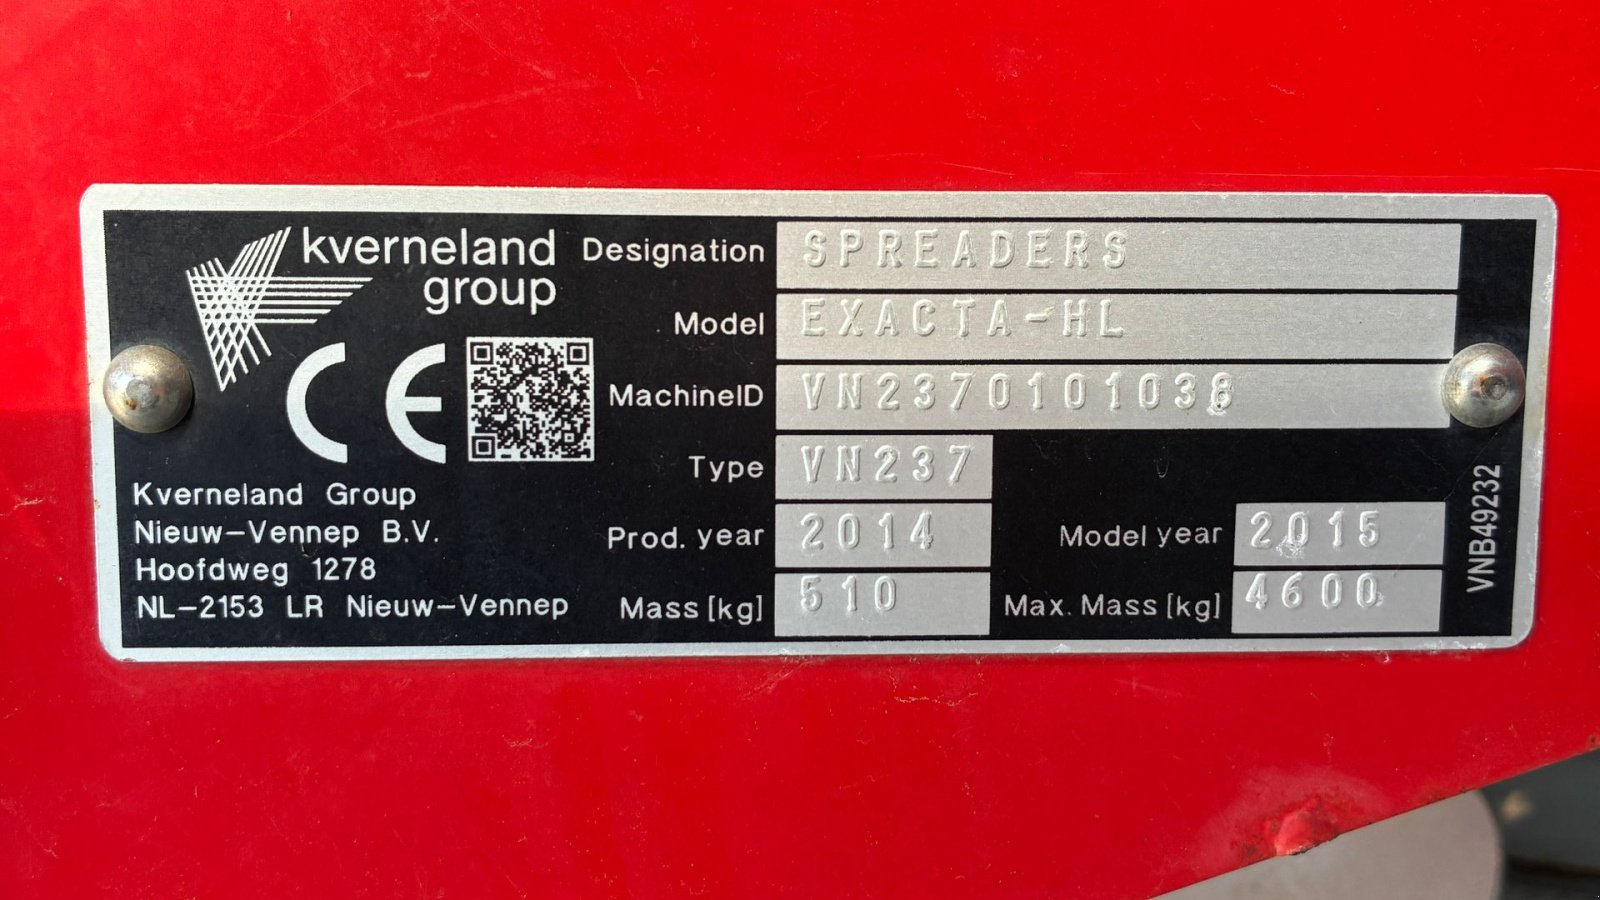 kverneland
group
CE
Designation SPREADERS
Model EXACTA-HL
MachineID VN2370101038
Type VN237
Prod. year 2014 Model year 2015
Mass [kg] 510 Max. Mass [kg] 4600
Kverneland Group
Nieuw-Vennep B.V.
Hoofdweg 1278
NL-2153 LR Nieuw-Vennep
VNB49232